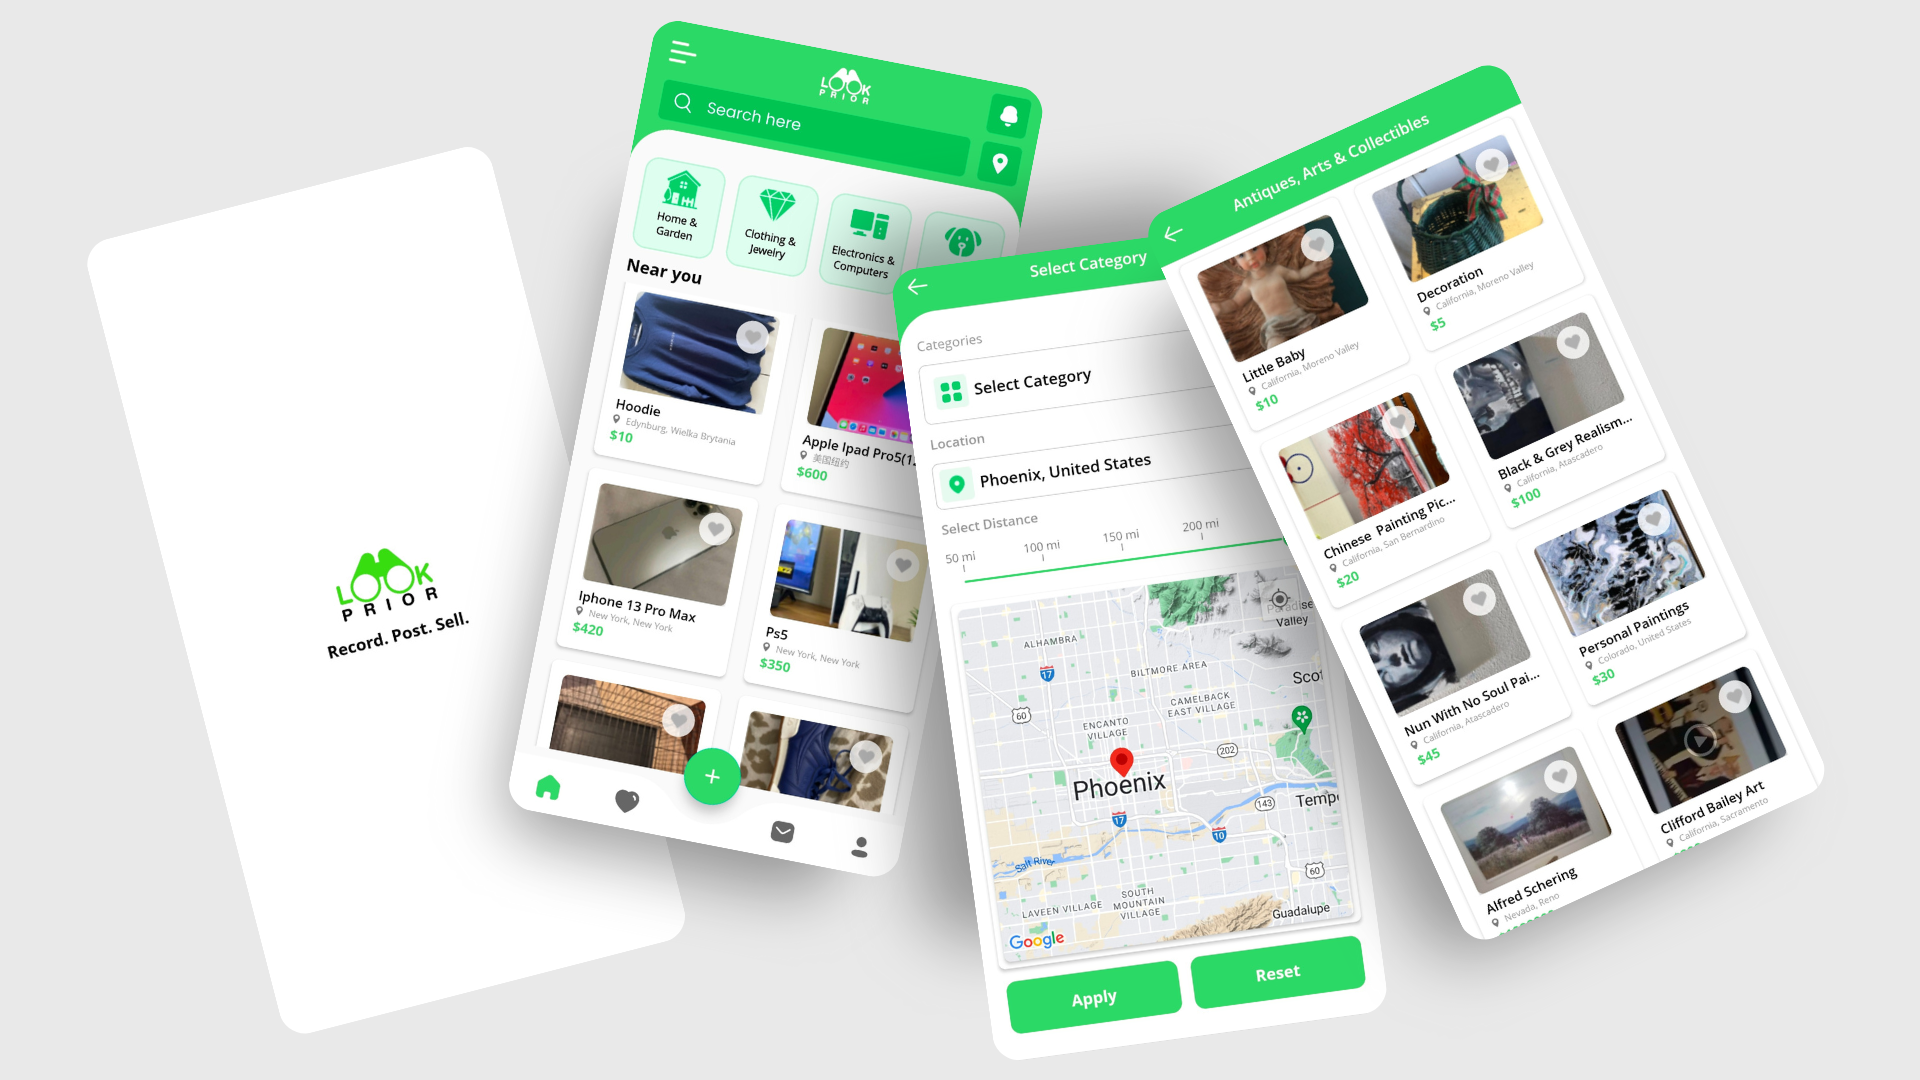 LOOK
PRIOR
Record. Post. Sell.
LOOK
PRIOR
Search here
Home &
Garden
Clothing &
Jewelry
Electronics &
Computers
Near you
Hoodie
Edynburg, Wielka Brytania
$10
Apple Ipad Pro5(1
美国纽约
$600
Iphone 13 Pro Max
New York, New York
$420
Ps5
New York, New York
$350
Select Category
Categories
Select Category
Location
Phoenix, United States
Select Distance
50 mi
100 mi
150 mi
200 mi
Paradise
Valley
ALHAMBRA
17
BILTMORE AREA
Scot
60
CAMELBACK
EAST VILLAGE
ENCANTO
VILLAGE
202
Phoenix
143
Tempe
17
10
Salt River
60
SOUTH
MOUNTAIN
VILLAGE
LAVEEN VILLAGE
Guadalupe
Google
Apply
Reset
Antiques, Arts & Collectibles
Little Baby
California, Moreno Valley
$10
Decoration
California, Moreno Valley
$5
Chinese Painting Pic...
California, San Bernardino
$20
Black & Grey Realism...
California, Atascadero
$100
Nun With No Soul Pai...
California, Atascadero
$45
Personal Paintings
Colorado, United States
$30
Alfred Schering
Nevada, Reno
Clifford Bailey Art
California, Sacramento